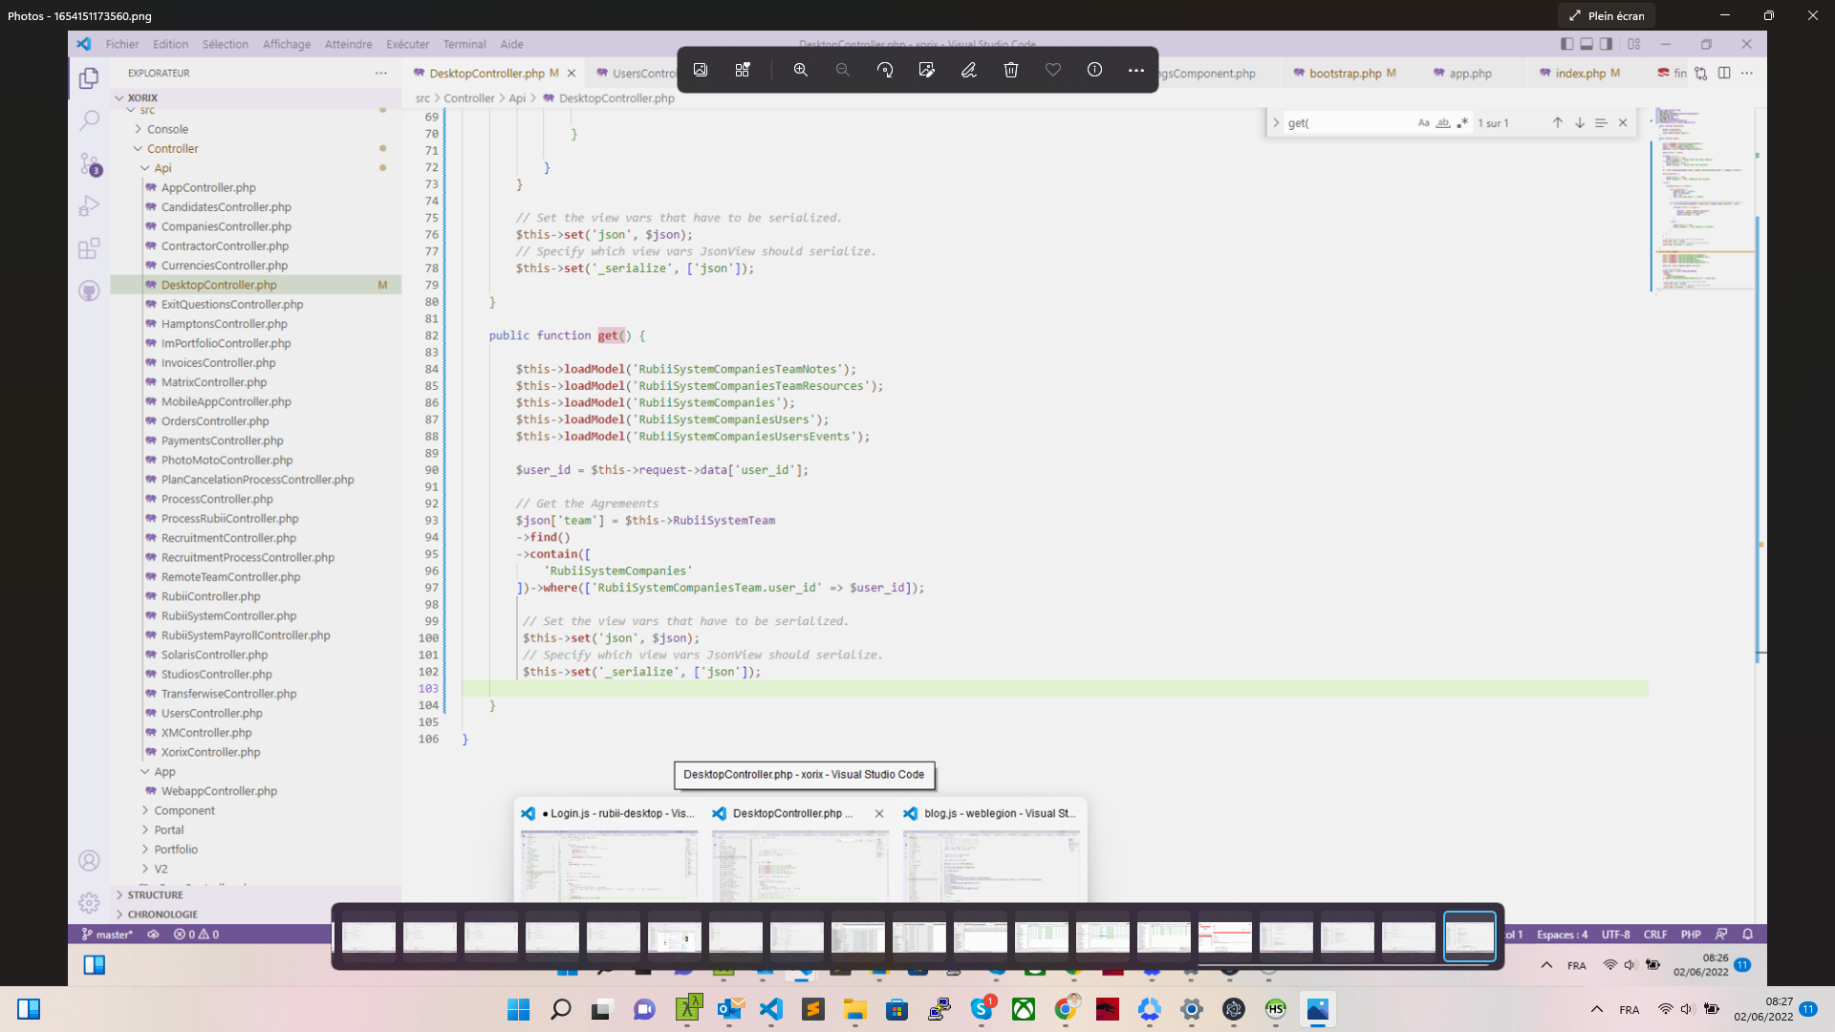 Photos - 1654151173560.png
Plein écran
Fichier Edition Sélection Affichage Atteindre Exécuter Terminal Aide
DesktopController.php - xorix - Visual Studio Code
EXPLORATEUR
DesktopController.php M
UsersContro
ngsComponent.php
bootstrap.php M
app.php
index.php M
fin
XORIX
src > Controller > Api > DesktopController.php
get(
Aa ab
1 sur 1
src
Console
Controller
Api
AppController.php
CandidatesController.php
CompaniesController.php
ContractorController.php
CurrenciesController.php
DesktopController.php M
ExitQuestionsController.php
HamptonsController.php
ImPortfolioController.php
InvoicesController.php
MatrixController.php
MobileAppController.php
OrdersController.php
PaymentsController.php
PhotoMotoController.php
PlanCancelationProcessController.php
ProcessController.php
ProcessRubiiController.php
RecruitmentController.php
RecruitmentProcessController.php
RemoteTeamController.php
RubiiController.php
RubiiSystemController.php
RubiiSystemPayrollController.php
SolarisController.php
StudiosController.php
TransferwiseController.php
UsersController.php
XMController.php
XorixController.php
App
WebappController.php
Component
Portal
Portfolio
V2
STRUCTURE
CHRONOLOGIE
3
69
70 }
71
72 }
73 }
74
75 // Set the view vars that have to be serialized.
76 $this->set('json', $json);
77 // Specify which view vars JsonView should serialize.
78 $this->set('_serialize', ['json']);
79
80 }
81
82 public function get() {
83
84 $this->loadModel('RubiiSystemCompaniesTeamNotes');
85 $this->loadModel('RubiiSystemCompaniesTeamResources');
86 $this->loadModel('RubiiSystemCompanies');
87 $this->loadModel('RubiiSystemCompaniesUsers');
88 $this->loadModel('RubiiSystemCompaniesUsersEvents');
89
90 $user_id = $this->request->data['user_id'];
91
92 // Get the Agremeents
93 $json['team'] = $this->RubiiSystemTeam
94 ->find()
95 ->contain([
96 'RubiiSystemCompanies'
97 ])->where(['RubiiSystemCompaniesTeam.user_id' => $user_id]);
98
99 // Set the view vars that have to be serialized.
100 $this->set('json', $json);
101 // Specify which view vars JsonView should serialize.
102 $this->set('_serialize', ['json']);
103
104 }
105
106 }
DesktopController.php - xorix - Visual Studio Code
● Login.js - rubii-desktop - Vis...
DesktopController.php ...
blog.js - weblegion - Visual St...
master* 0 0
col 1 Espaces : 4 UTF-8 CRLF PHP
FRA
08:26
02/06/2022
11
1
HS
FRA
08:27
02/06/2022
11